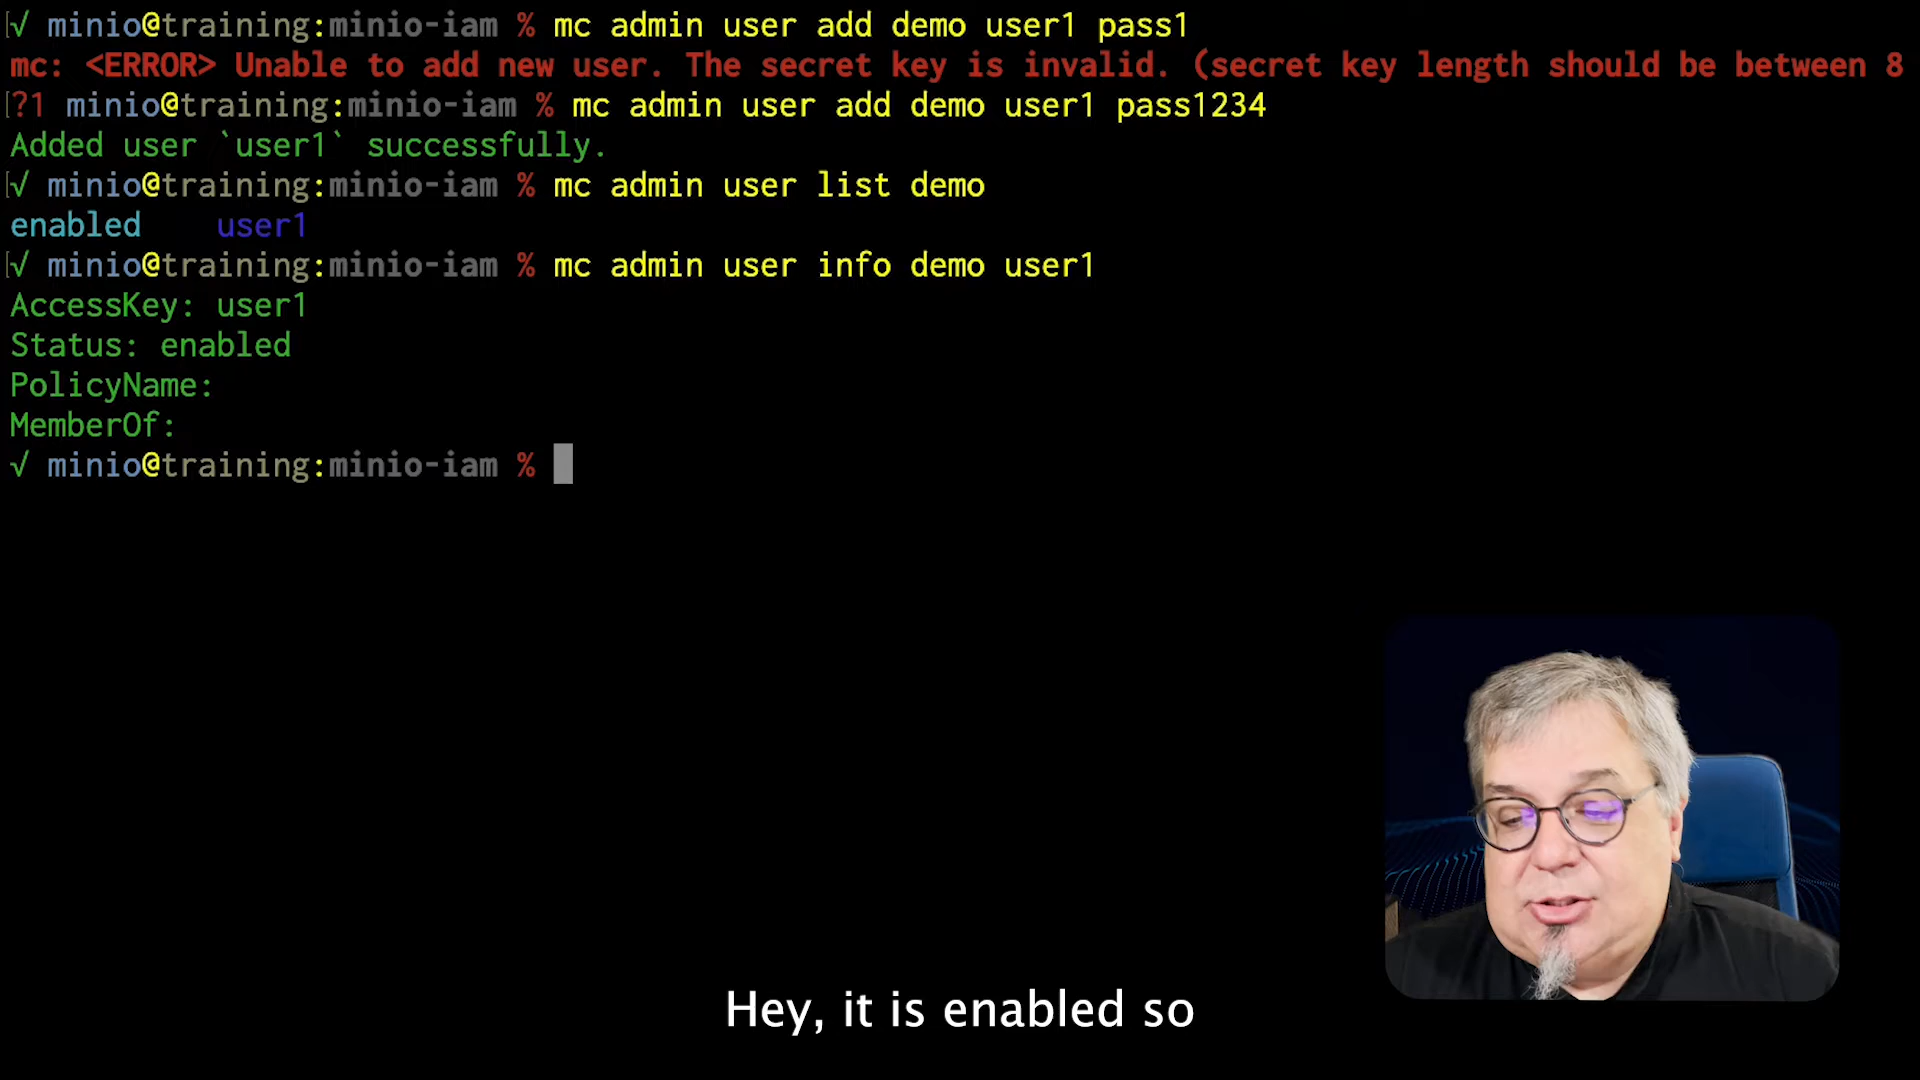 √ minio@training:minio-iam % mc admin user add demo user1 pass1
mc: <ERROR> Unable to add new user. The secret key is invalid. (secret key length should be between 8
?1 minio@training:minio-iam % mc admin user add demo user1 pass1234
Added user `user1` successfully.
√ minio@training:minio-iam % mc admin user list demo
enabled    user1
√ minio@training:minio-iam % mc admin user info demo user1
AccessKey: user1
Status: enabled
PolicyName:
MemberOf:
√ minio@training:minio-iam %
Hey, it is enabled so